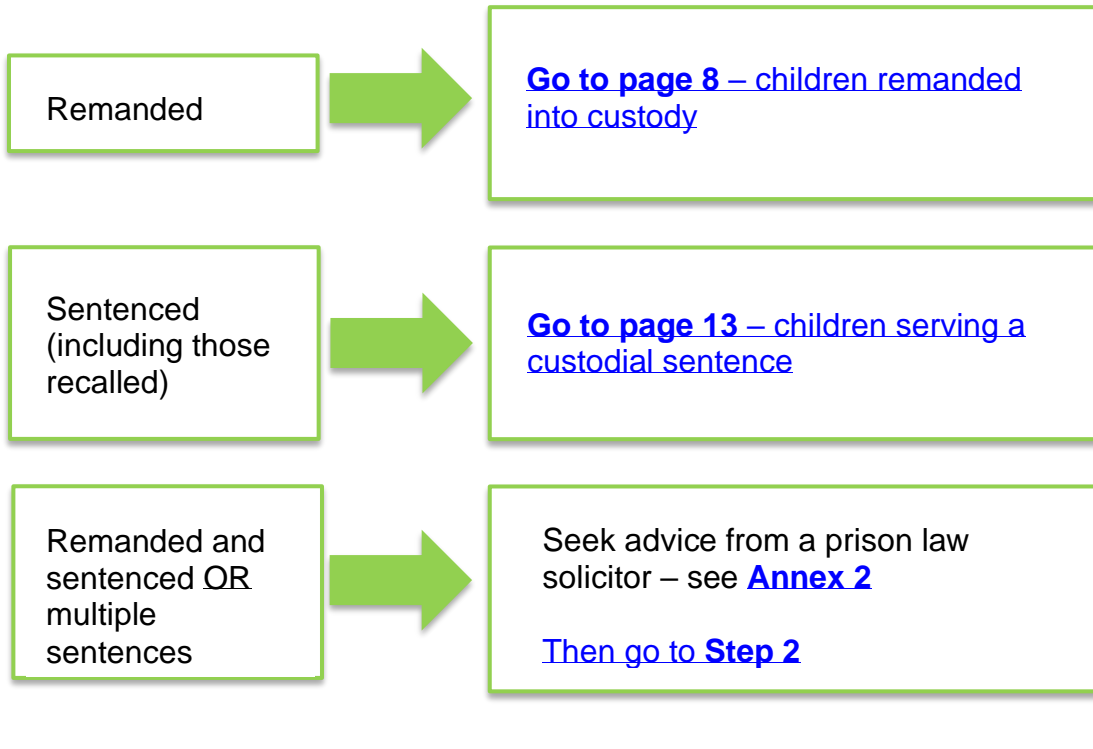 Remanded
Go to page 8 – children remanded
into custody
Sentenced
(including those
recalled)
Go to page 13 – children serving a
custodial sentence
Remanded and
sentenced OR
multiple
sentences
Seek advice from a prison law
solicitor – see Annex 2
Then go to Step 2